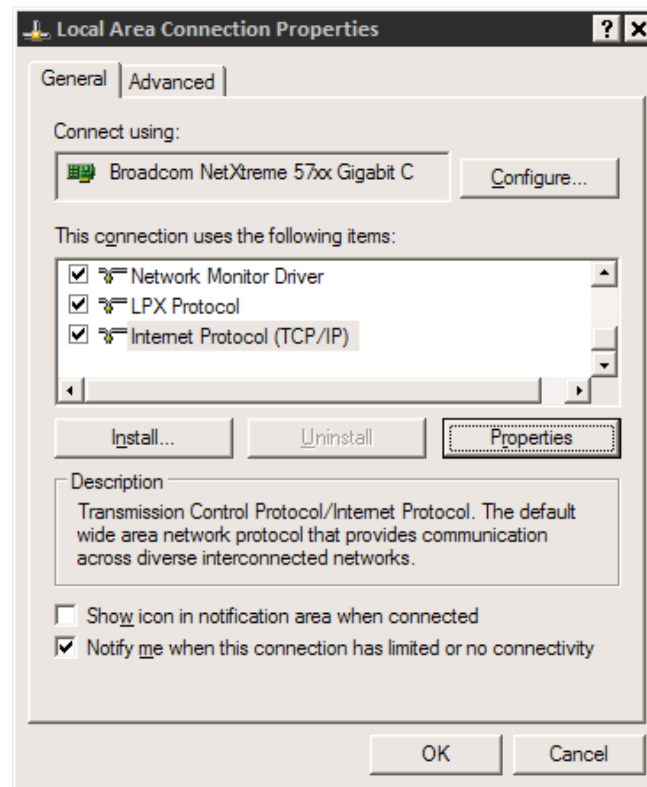 Local Area Connection Properties
General Advanced
Connect using:
Broadcom NetXtreme 57xx Gigabit C
Configure...
This connection uses the following items:
Network Monitor Driver
LPX Protocol
Internet Protocol (TCP/IP)
Install... Uninstall Properties
Description
Transmission Control Protocol/Internet Protocol. The default
wide area network protocol that provides communication
across diverse interconnected networks.
Show icon in notification area when connected
Notify me when this connection has limited or no connectivity
OK Cancel